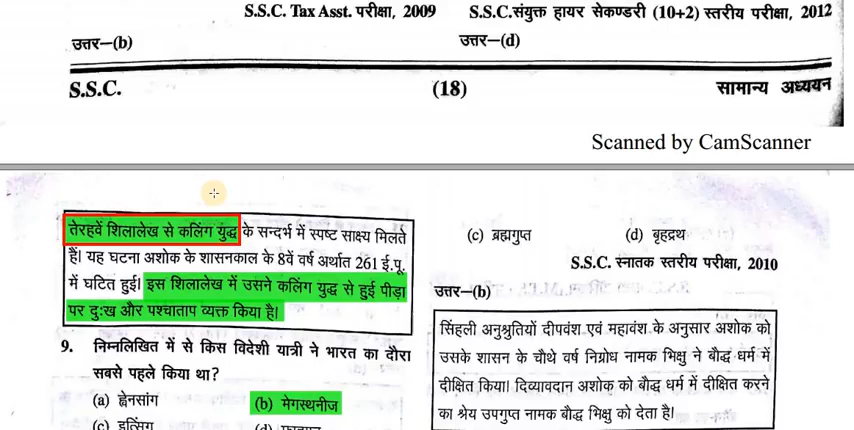 S.S.C. Tax Asst. परीक्षा, 2009
उत्तर–(b)
S.S.C.संयुक्त हायर सेकण्डरी (10+2) स्तरीय परीक्षा, 2012
उत्तर–(d)
S.S.C. (18) सामान्य अध्ययन
Scanned by CamScanner
तेरहवें शिलालेख से कलिंग युद्ध के सन्दर्भ में स्पष्ट साक्ष्य मिलते
हैं। यह घटना अशोक के शासनकाल के 8वें वर्ष अर्थात 261 ई.पू.
में घटित हुई। इस शिलालेख में उसने कलिंग युद्ध से हुई पीड़ा
पर दुःख और पश्चाताप व्यक्त किया है।
9. निम्नलिखित में से किस विदेशी यात्री ने भारत का दौरा
सबसे पहले किया था?
(a) ह्वेनसांग (b) मेगस्थनीज
(c) इत्सिंग (d)
(c) ब्रह्मगुप्त (d) बृहद्रथ
S.S.C. स्नातक स्तरीय परीक्षा, 2010
उत्तर–(b)
सिंहली अनुश्रुतियों दीपवंश एवं महावंश के अनुसार अशोक को
उसके शासन के चौथे वर्ष निग्रोध नामक भिक्षु ने बौद्ध धर्म में
दीक्षित किया। दिव्यावदान अशोक को बौद्ध धर्म में दीक्षित करने
का श्रेय उपगुप्त नामक बौद्ध भिक्षु को देता है।